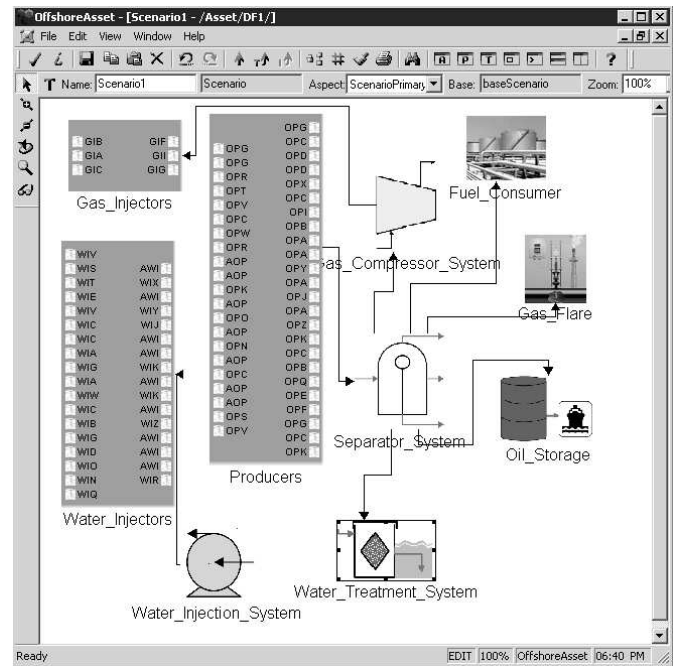 OffshoreAsset - [Scenario1 - /Asset/DF1/]
File Edit View Window Help
Name: Scenario1 Scenario Aspect: ScenarioPrimary Base: baseScenario Zoom: 100%
GIB GIF
GIA GII
GIC GIG
Gas_Injectors
WIV
WIS AWI
WIT WIX
WIE AWI
WIV WIY
WIC WIJ
WIC AWI
WIA AWI
WIG WIK
WIA AWI
WIW WIK
WIC AWI
WIB WIZ
WIG AWI
WID AWI
WIO AWI
WIN WIR
WIQ
Water_Injectors
OPG
OPG
OPR
OPT
OPV
OPC
OPW
OPR
AOP
AOP
OPK
AOP
OPO
AOP
OPN
AOP
OPC
AOP
AOP
OPS
OPV
OPG
OPC
OPD
OPD
OPX
OPC
OPI
OPB
OPA
OPA
OPY
OPA
OPJ
OPA
OPZ
OPK
OPC
OPB
OPQ
OPE
OPF
OPG
OPC
OPK
Producers
Fuel_Consumer
Gas_Compressor_System
Gas_Flare
Separator_System
Oil_Storage
Water_Treatment_System
Water_Injection_System
Ready EDIT 100% OffshoreAsset 06:40 PM